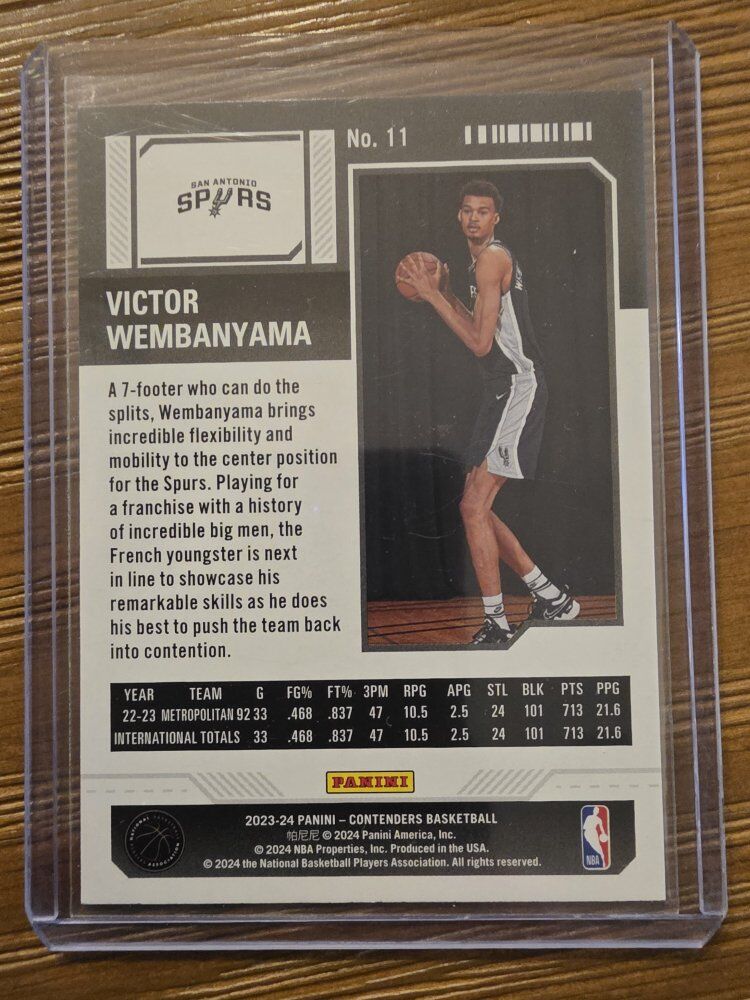 No. 11
SAN ANTONIO
SPURS
VICTOR
WEMBANYAMA
A 7-footer who can do the
splits, Wembanyama brings
incredible flexibility and
mobility to the center position
for the Spurs. Playing for
a franchise with a history
of incredible big men, the
French youngster is next
in line to showcase his
remarkable skills as he does
his best to push the team back
into contention.
YEAR TEAM G FG% FT% 3PM RPG APG STL BLK PTS PPG
22-23 METROPOLITAN 92 33 .468 .837 47 10.5 2.5 24 101 713 21.6
INTERNATIONAL TOTALS 33 .468 .837 47 10.5 2.5 24 101 713 21.6
PANINI
2023-24 PANINI – CONTENDERS BASKETBALL
帕尼尼 © 2024 Panini America, Inc.
© 2024 NBA Properties, Inc. Produced in the USA.
© 2024 the National Basketball Players Association. All rights reserved.
NATIONAL BASKETBALL
ASSOCIATION
NBA